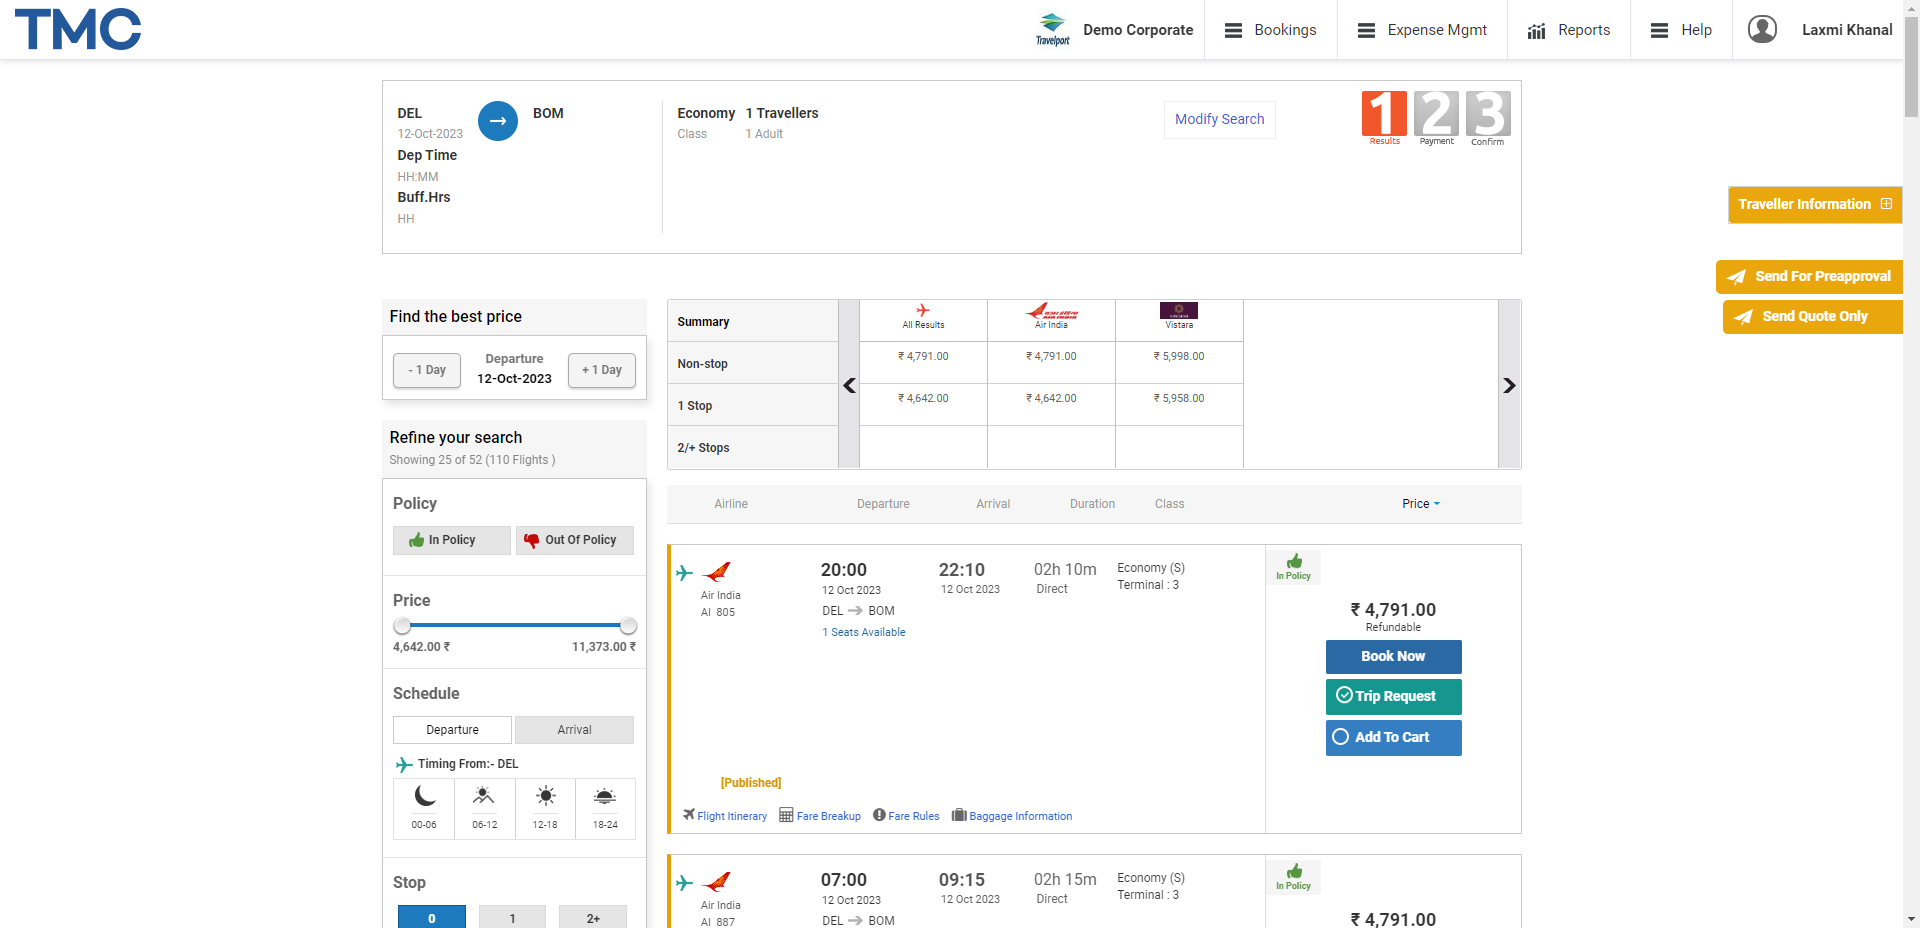 TMC
Travelport
Demo Corporate
Bookings
Expense Mgmt
Reports
Help
Laxmi Khanal
DEL
12-Oct-2023
BOM
Dep Time
HH:MM
Buff.Hrs
HH
Economy 1 Travellers
Class 1 Adult
Modify Search
1 2 3
Results Payment Confirm
Traveller Information
Send For Preapproval
Send Quote Only
Find the best price
- 1 Day
Departure
12-Oct-2023
+ 1 Day
Refine your search
Showing 25 of 52 (110 Flights )
Policy
In Policy Out Of Policy
Price
4,642.00 ₹ 11,373.00 ₹
Schedule
Departure Arrival
Timing From:- DEL
00-06 06-12 12-18 18-24
Stop
0 1 2+
Summary All Results Air India Vistara
Non-stop ₹ 4,791.00 ₹ 4,791.00 ₹ 5,998.00
1 Stop ₹ 4,642.00 ₹ 4,642.00 ₹ 5,958.00
2/+ Stops
Airline Departure Arrival Duration Class Price
Air India
AI 805
20:00
12 Oct 2023
DEL BOM
1 Seats Available
22:10
12 Oct 2023
02h 10m
Direct
Economy (S)
Terminal : 3
In Policy
₹ 4,791.00
Refundable
Book Now
Trip Request
Add To Cart
[Published]
Flight Itinerary Fare Breakup Fare Rules Baggage Information
Air India
AI 887
07:00
12 Oct 2023
DEL BOM
09:15
12 Oct 2023
02h 15m
Direct
Economy (S)
Terminal : 3
In Policy
₹ 4,791.00